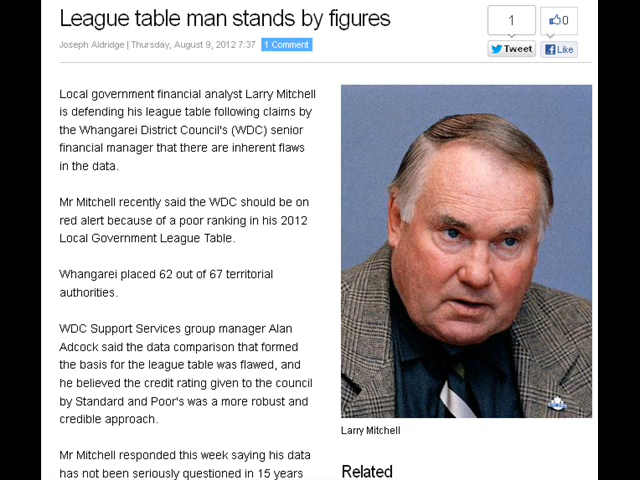 League table man stands by figures
1
0
Tweet
Like
Joseph Aldridge | Thursday, August 9, 2012 7:37
1 Comment
Local government financial analyst Larry Mitchell
is defending his league table following claims by
the Whangarei District Council's (WDC) senior
financial manager that there are inherent flaws
in the data.
Mr Mitchell recently said the WDC should be on
red alert because of a poor ranking in his 2012
Local Government League Table.
Whangarei placed 62 out of 67 territorial
authorities.
WDC Support Services group manager Alan
Adcock said the data comparison that formed
the basis for the league table was flawed, and
he believed the credit rating given to the council
by Standard and Poor's was a more robust and
credible approach.
Mr Mitchell responded this week saying his data
has not been seriously questioned in 15 years
Larry Mitchell
Related